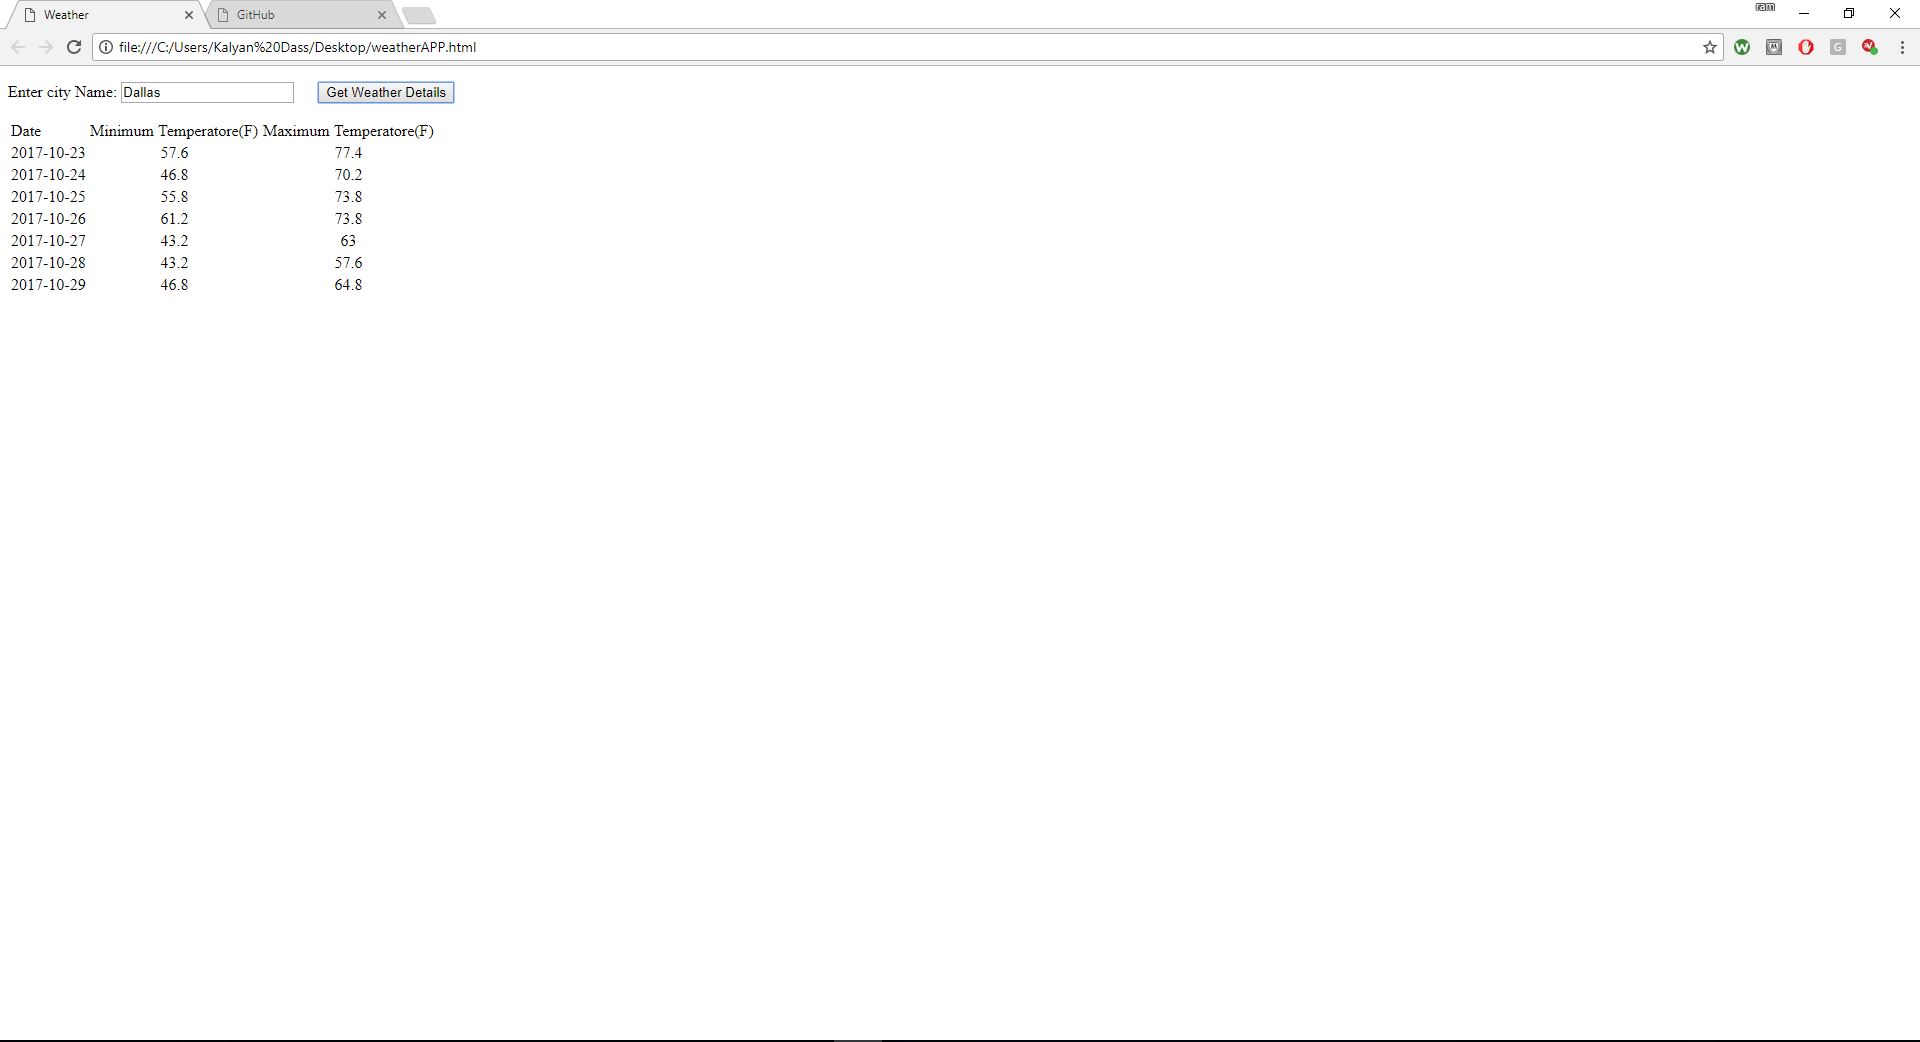 Weather GitHub
ram
file:///C:/Users/Kalyan%20Dass/Desktop/weatherAPP.html
Enter city Name: Dallas Get Weather Details
Date Minimum Temperatore(F) Maximum Temperatore(F)
2017-10-23 57.6 77.4
2017-10-24 46.8 70.2
2017-10-25 55.8 73.8
2017-10-26 61.2 73.8
2017-10-27 43.2 63
2017-10-28 43.2 57.6
2017-10-29 46.8 64.8